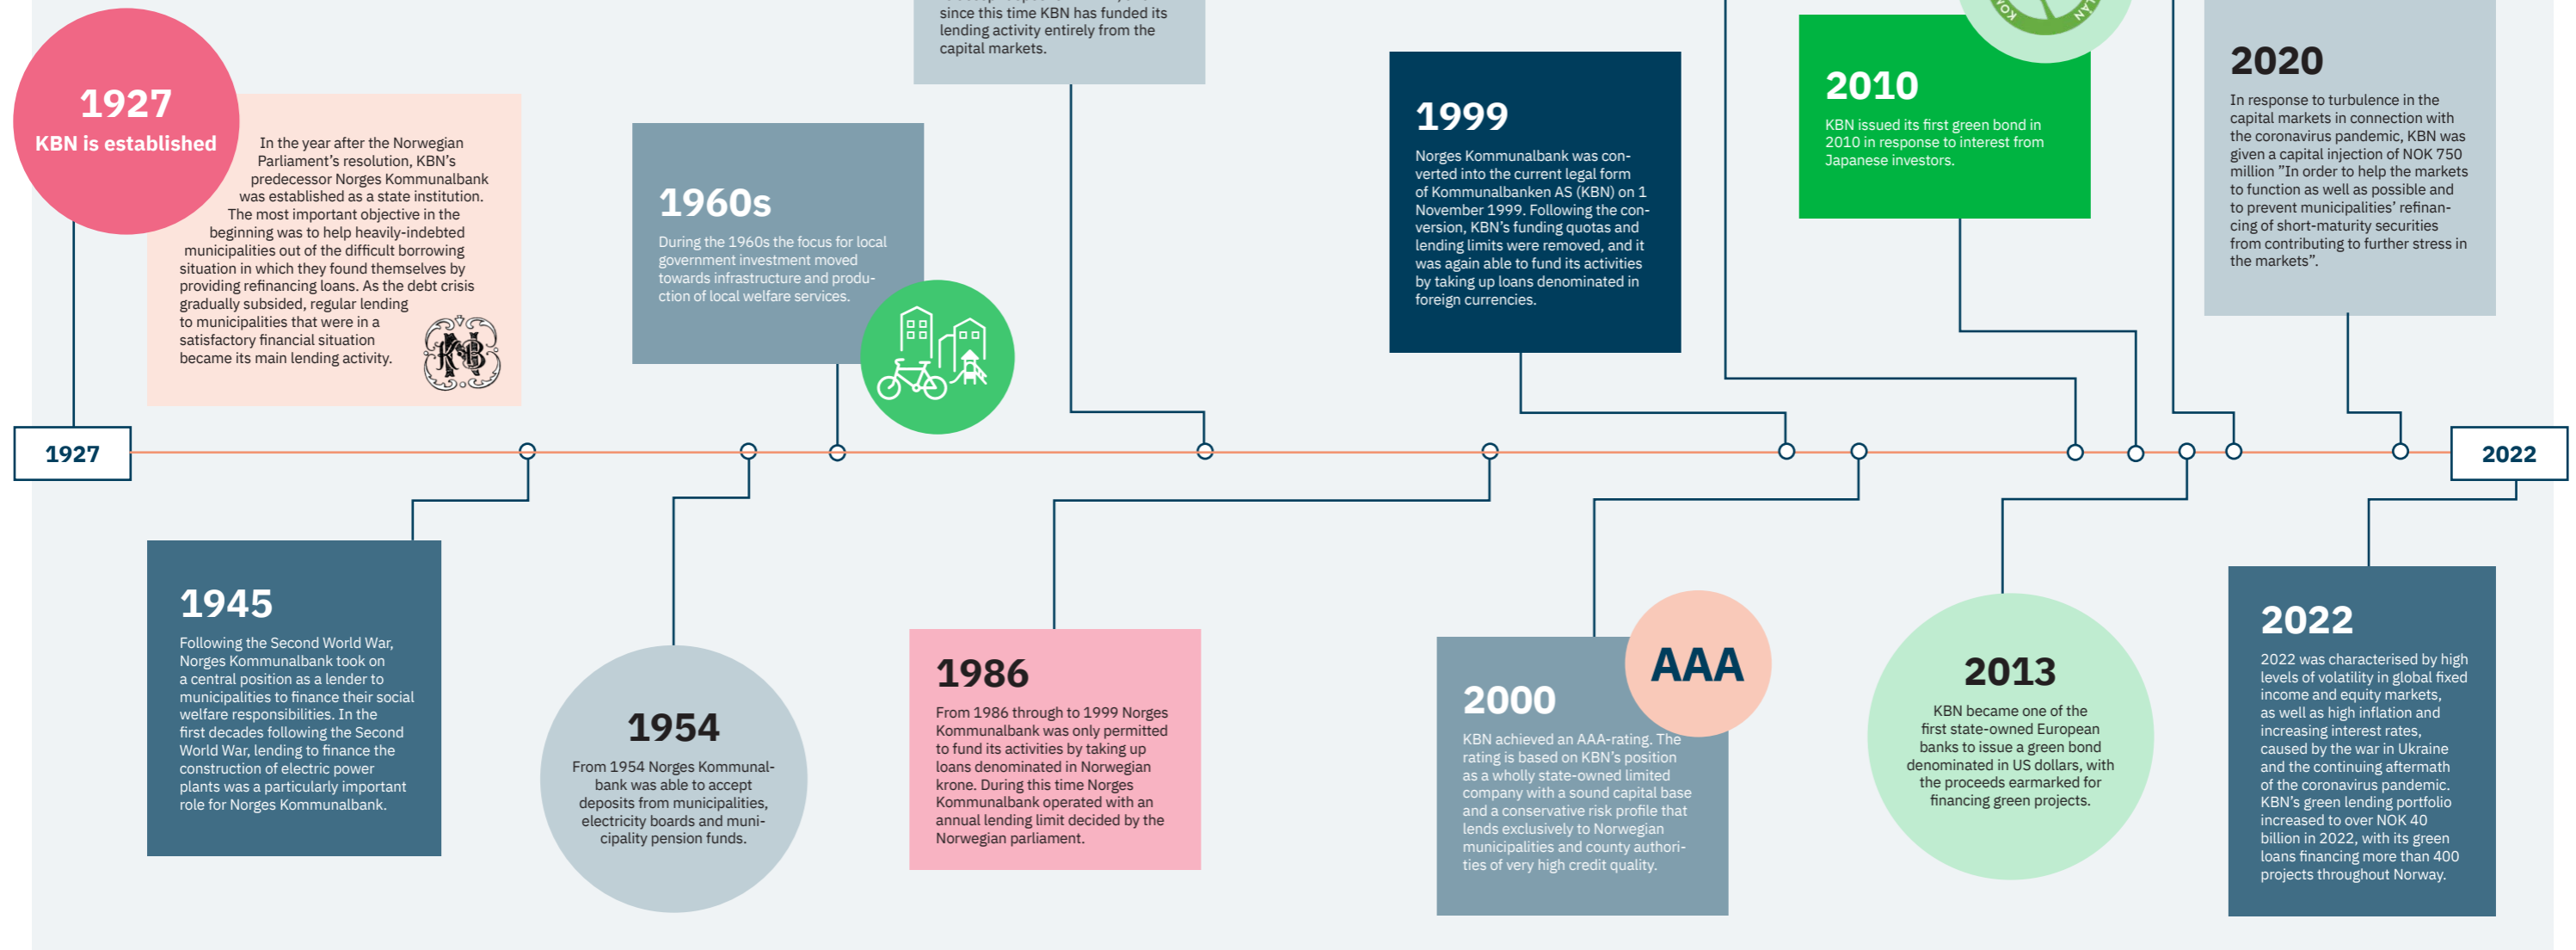 since this time KBN has funded its
lending activity entirely from the
capital markets.
1927
KBN is established
In the year after the Norwegian
Parliament’s resolution, KBN’s
predecessor Norges Kommunalbank
was established as a state institution.
The most important objective in the
beginning was to help heavily-indebted
municipalities out of the difficult borrowing
situation in which they found themselves by
providing refinancing loans. As the debt crisis
gradually subsided, regular lending
to municipalities that were in a
satisfactory financial situation
became its main lending activity.
1960s
During the 1960s the focus for local
government investment moved
towards infrastructure and produ-
ction of local welfare services.
1999
Norges Kommunalbank was con-
verted into the current legal form
of Kommunalbanken AS (KBN) on 1
November 1999. Following the con-
version, KBN’s funding quotas and
lending limits were removed, and it
was again able to fund its activities
by taking up loans denominated in
foreign currencies.
2010
KBN issued its first green bond in
2010 in response to interest from
Japanese investors.
2020
In response to turbulence in the
capital markets in connection with
the coronavirus pandemic, KBN was
given a capital injection of NOK 750
million ”In order to help the markets
to function as well as possible and
to prevent municipalities’ refinan-
cing of short-maturity securities
from contributing to further stress in
the markets”.
1927
2022
1945
Following the Second World War,
Norges Kommunalbank took on
a central position as a lender to
municipalities to finance their social
welfare responsibilities. In the
first decades following the Second
World War, lending to finance the
construction of electric power
plants was a particularly important
role for Norges Kommunalbank.
1954
From 1954 Norges Kommunal-
bank was able to accept
deposits from municipalities,
electricity boards and muni-
cipality pension funds.
1986
From 1986 through to 1999 Norges
Kommunalbank was only permitted
to fund its activities by taking up
loans denominated in Norwegian
krone. During this time Norges
Kommunalbank operated with an
annual lending limit decided by the
Norwegian parliament.
AAA
2000
KBN achieved an AAA-rating. The
rating is based on KBN’s position
as a wholly state-owned limited
company with a sound capital base
and a conservative risk profile that
lends exclusively to Norwegian
municipalities and county authori-
ties of very high credit quality.
2013
KBN became one of the
first state-owned European
banks to issue a green bond
denominated in US dollars, with
the proceeds earmarked for
financing green projects.
2022
2022 was characterised by high
levels of volatility in global fixed
income and equity markets,
as well as high inflation and
increasing interest rates,
caused by the war in Ukraine
and the continuing aftermath
of the coronavirus pandemic.
KBN’s green lending portfolio
increased to over NOK 40
billion in 2022, with its green
loans financing more than 400
projects throughout Norway.